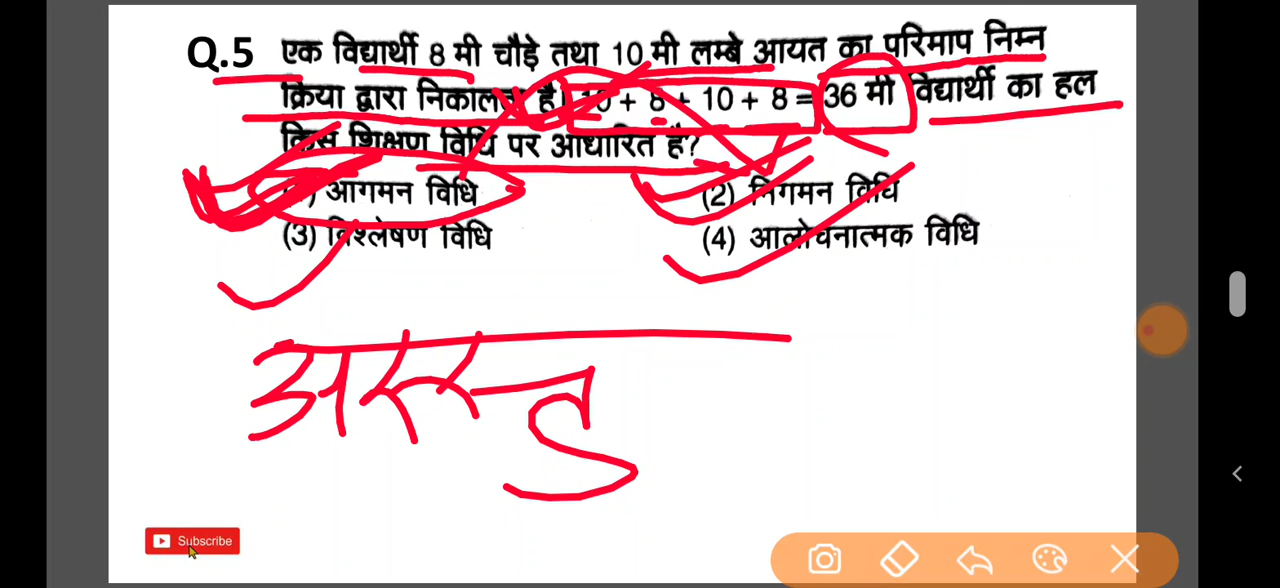 Q.5 एक विद्यार्थी 8 मी चौड़े तथा 10 मी लम्बे आयत का परिमाप निम्न
क्रिया द्वारा निकालता है। 10 + 8 + 10 + 8 = 36 मी विद्यार्थी का हल
किस शिक्षण विधि पर आधारित है?
(1) आगमन विधि (2) निगमन विधि
(3) विश्लेषण विधि (4) आलोचनात्मक विधि
Subscribe